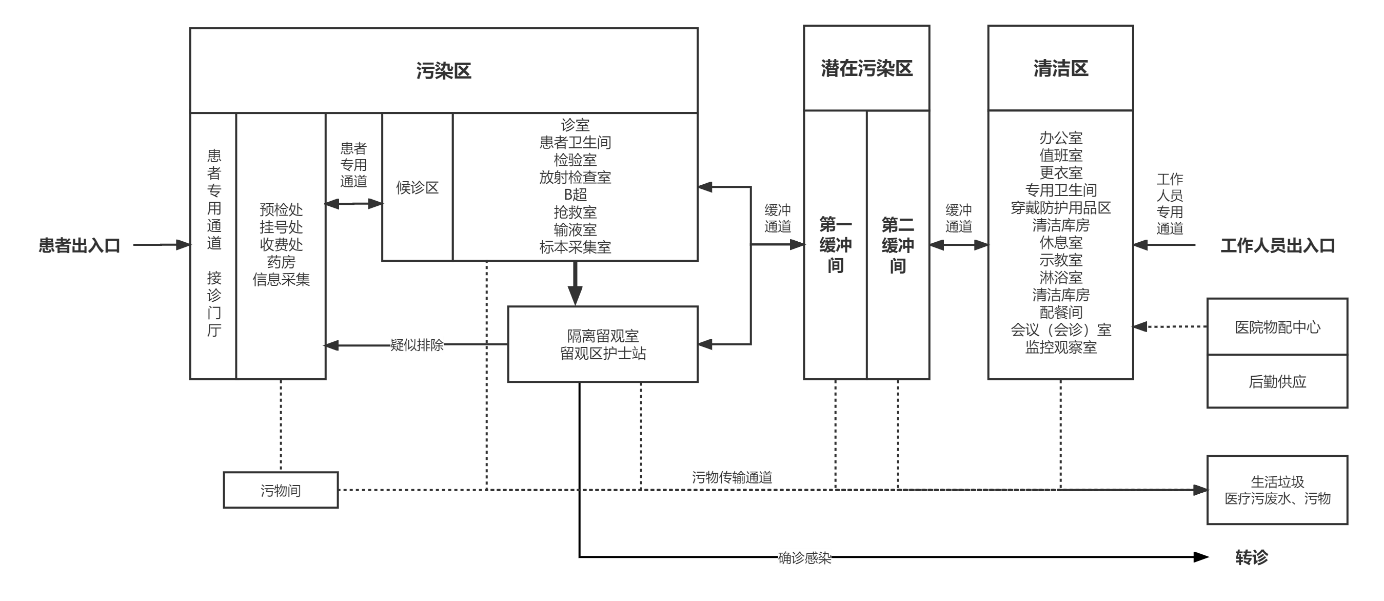 污染区
潜在污染区
清洁区
患者出入口
患者专用通道 接诊门厅
预检处
挂号处
收费处
药房
信息采集
患者
专用
通道
候诊区
诊室
患者卫生间
检验室
放射检查室
B超
抢救室
输液室
标本采集室
隔离留观室
留观区护士站
疑似排除
缓冲
通道
第一
缓冲
间
第二
缓冲
间
缓冲
通道
办公室
值班室
更衣室
专用卫生间
穿戴防护用品区
清洁库房
休息室
示教室
淋浴室
清洁库房
配餐间
会议（会诊）室
监控观察室
工作
人员
专用
通道
工作人员出入口
医院物配中心
后勤供应
污物间
污物传输通道
生活垃圾
医疗污废水、污物
确诊感染
转诊